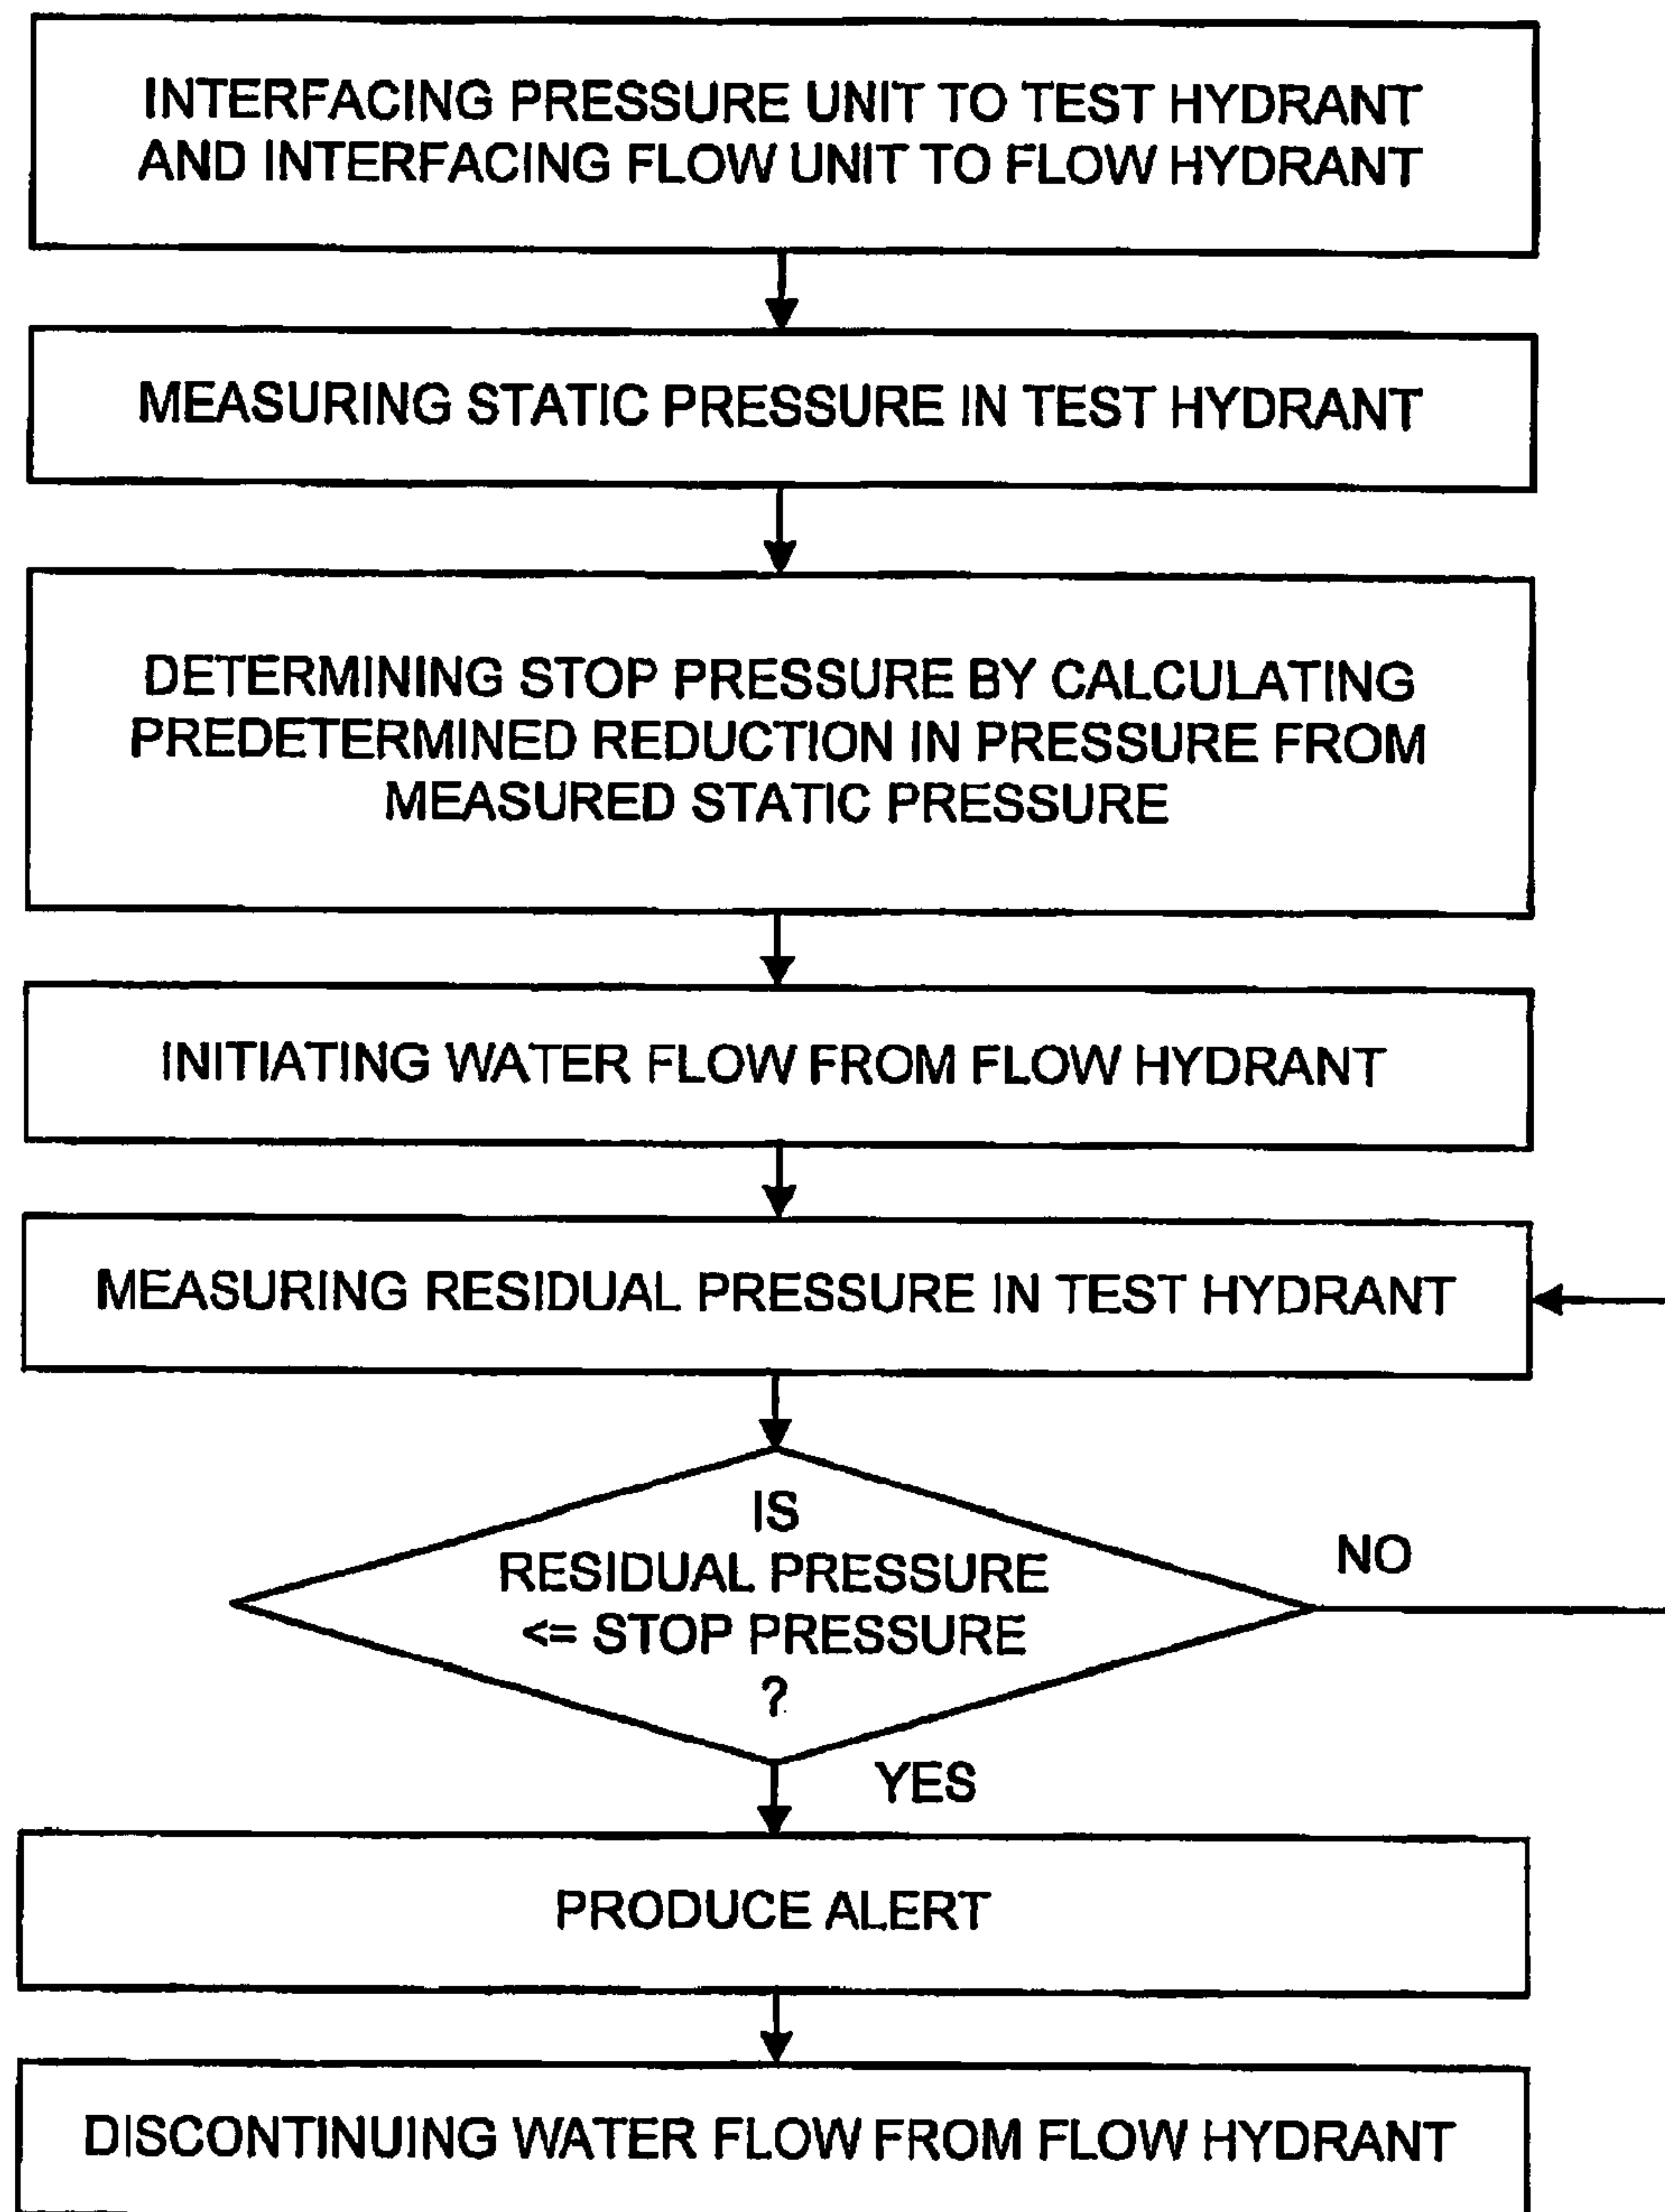 INTERFACING PRESSURE UNIT TO TEST HYDRANT
AND INTERFACING FLOW UNIT TO FLOW HYDRANT
MEASURING STATIC PRESSURE IN TEST HYDRANT
DETERMINING STOP PRESSURE BY CALCULATING
PREDETERMINED REDUCTION IN PRESSURE FROM
MEASURED STATIC PRESSURE
INITIATING WATER FLOW FROM FLOW HYDRANT
MEASURING RESIDUAL PRESSURE IN TEST HYDRANT
IS
RESIDUAL PRESSURE
<= STOP PRESSURE
?
NO
YES
PRODUCE ALERT
DISCONTINUING WATER FLOW FROM FLOW HYDRANT